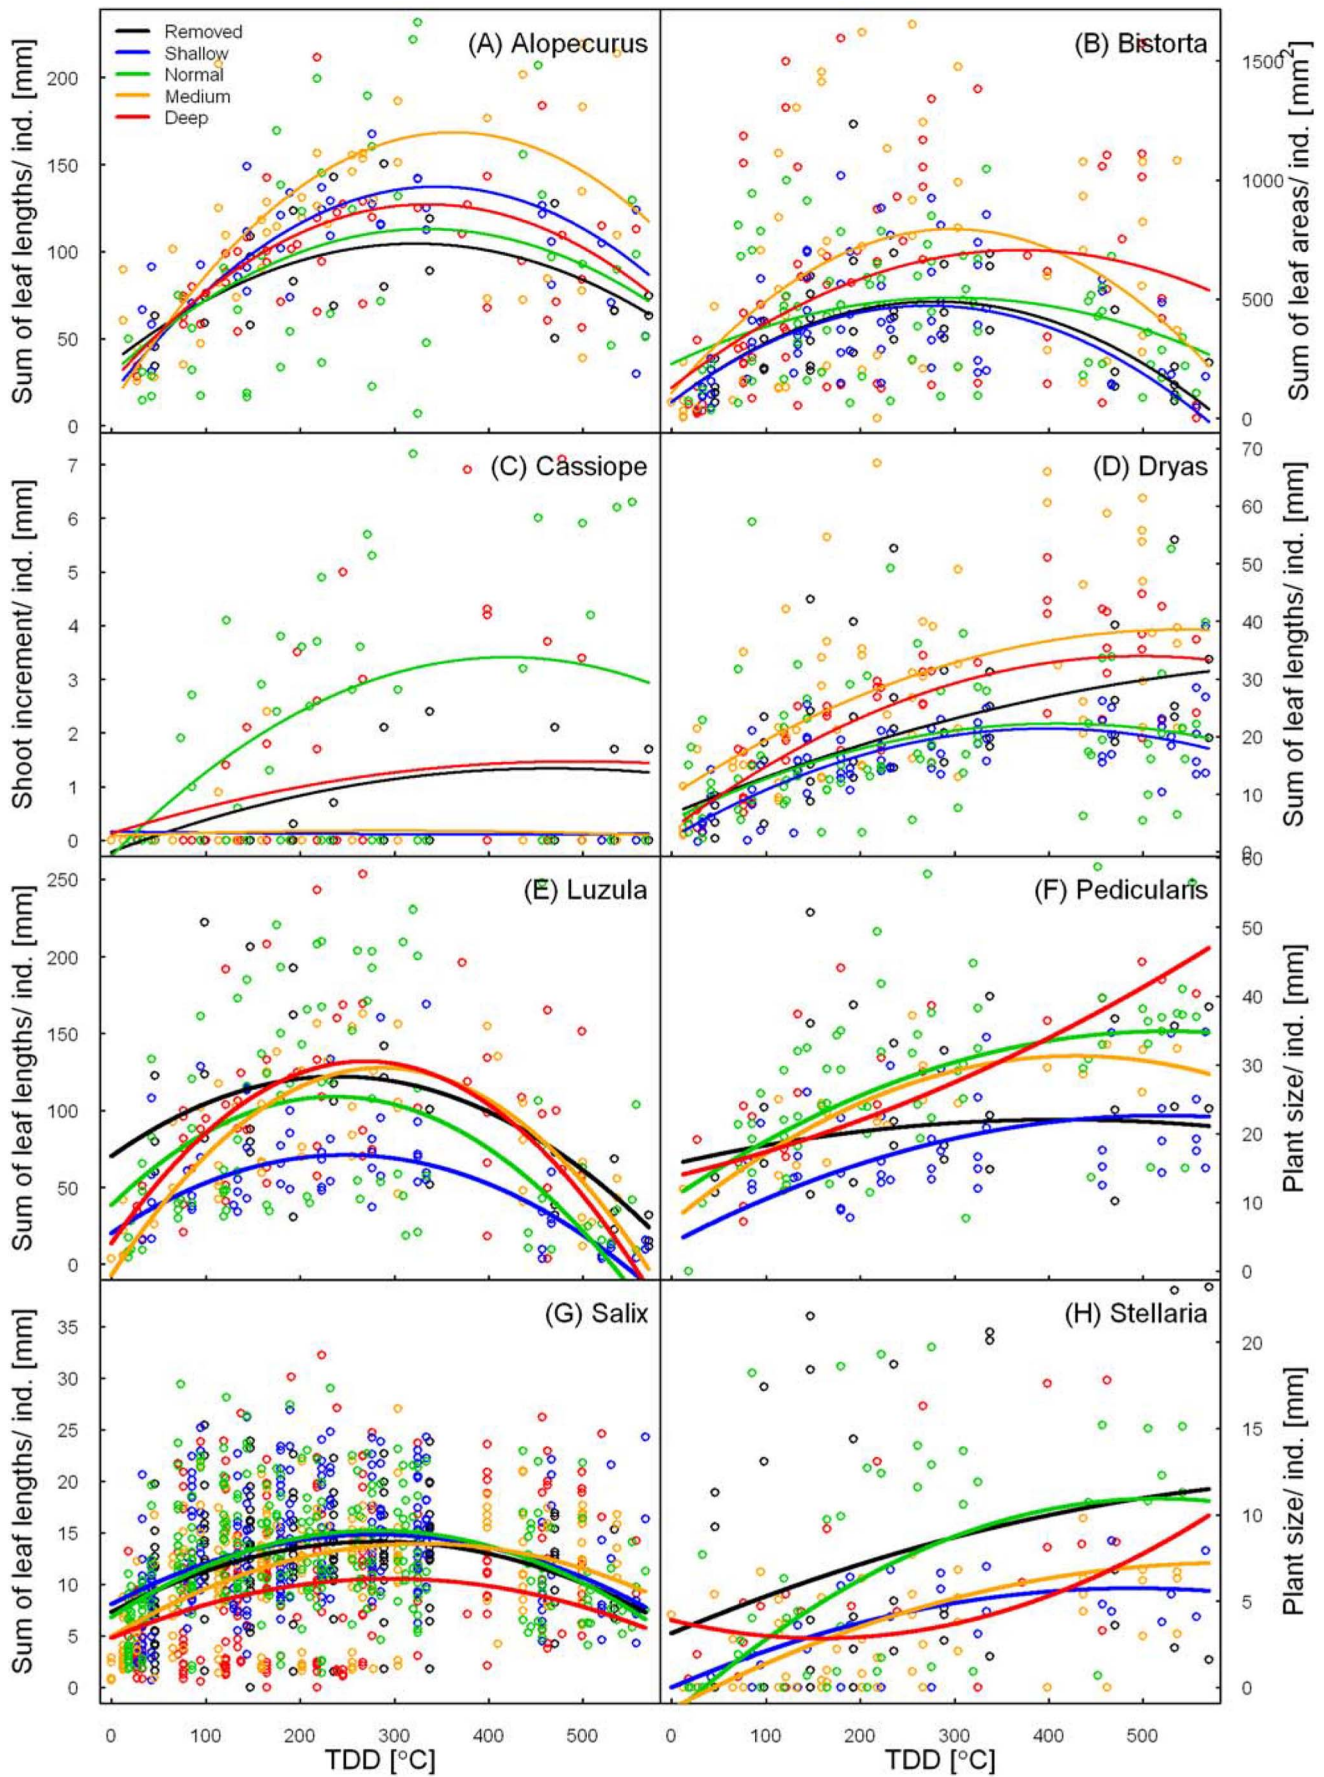 (A) Alopecurus
Removed
Shallow
Normal
Medium
Deep
Sum of leaf lengths/ ind. [mm]
200
150
100
50
0
(B) Bistorta
Sum of leaf areas/ ind. [mm²]
1500
1000
500
0
(C) Cassiope
Shoot increment/ ind. [mm]
7
6
5
4
3
2
1
0
(D) Dryas
Sum of leaf lengths/ ind. [mm]
70
60
50
40
30
20
10
0
(E) Luzula
Sum of leaf lengths/ ind. [mm]
250
200
150
100
50
0
(F) Pedicularis
Plant size/ ind. [mm]
60
50
40
30
20
10
0
(G) Salix
Sum of leaf lengths/ ind. [mm]
35
30
25
20
15
10
5
0
(H) Stellaria
Plant size/ ind. [mm]
20
15
10
5
0
0 100 200 300 400 500
TDD [°C]
0 100 200 300 400 500
TDD [°C]